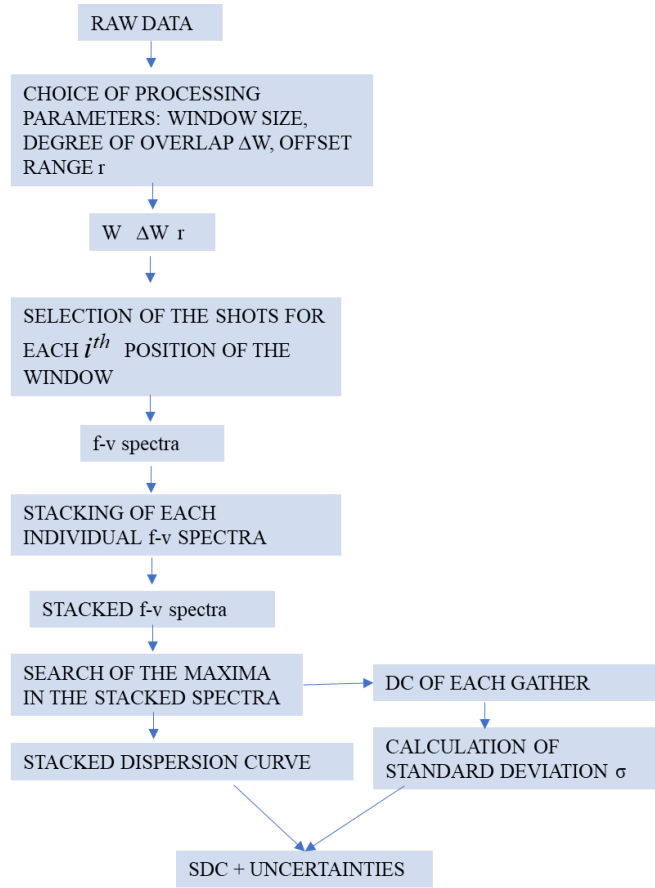 RAW DATA
CHOICE OF PROCESSING
PARAMETERS: WINDOW SIZE,
DEGREE OF OVERLAP ΔW, OFFSET
RANGE r
W ΔW r
SELECTION OF THE SHOTS FOR
EACH i^th POSITION OF THE
WINDOW
f-v spectra
STACKING OF EACH
INDIVIDUAL f-v SPECTRA
STACKED f-v spectra
SEARCH OF THE MAXIMA
IN THE STACKED SPECTRA
DC OF EACH GATHER
STACKED DISPERSION CURVE
CALCULATION OF
STANDARD DEVIATION σ
SDC + UNCERTAINTIES